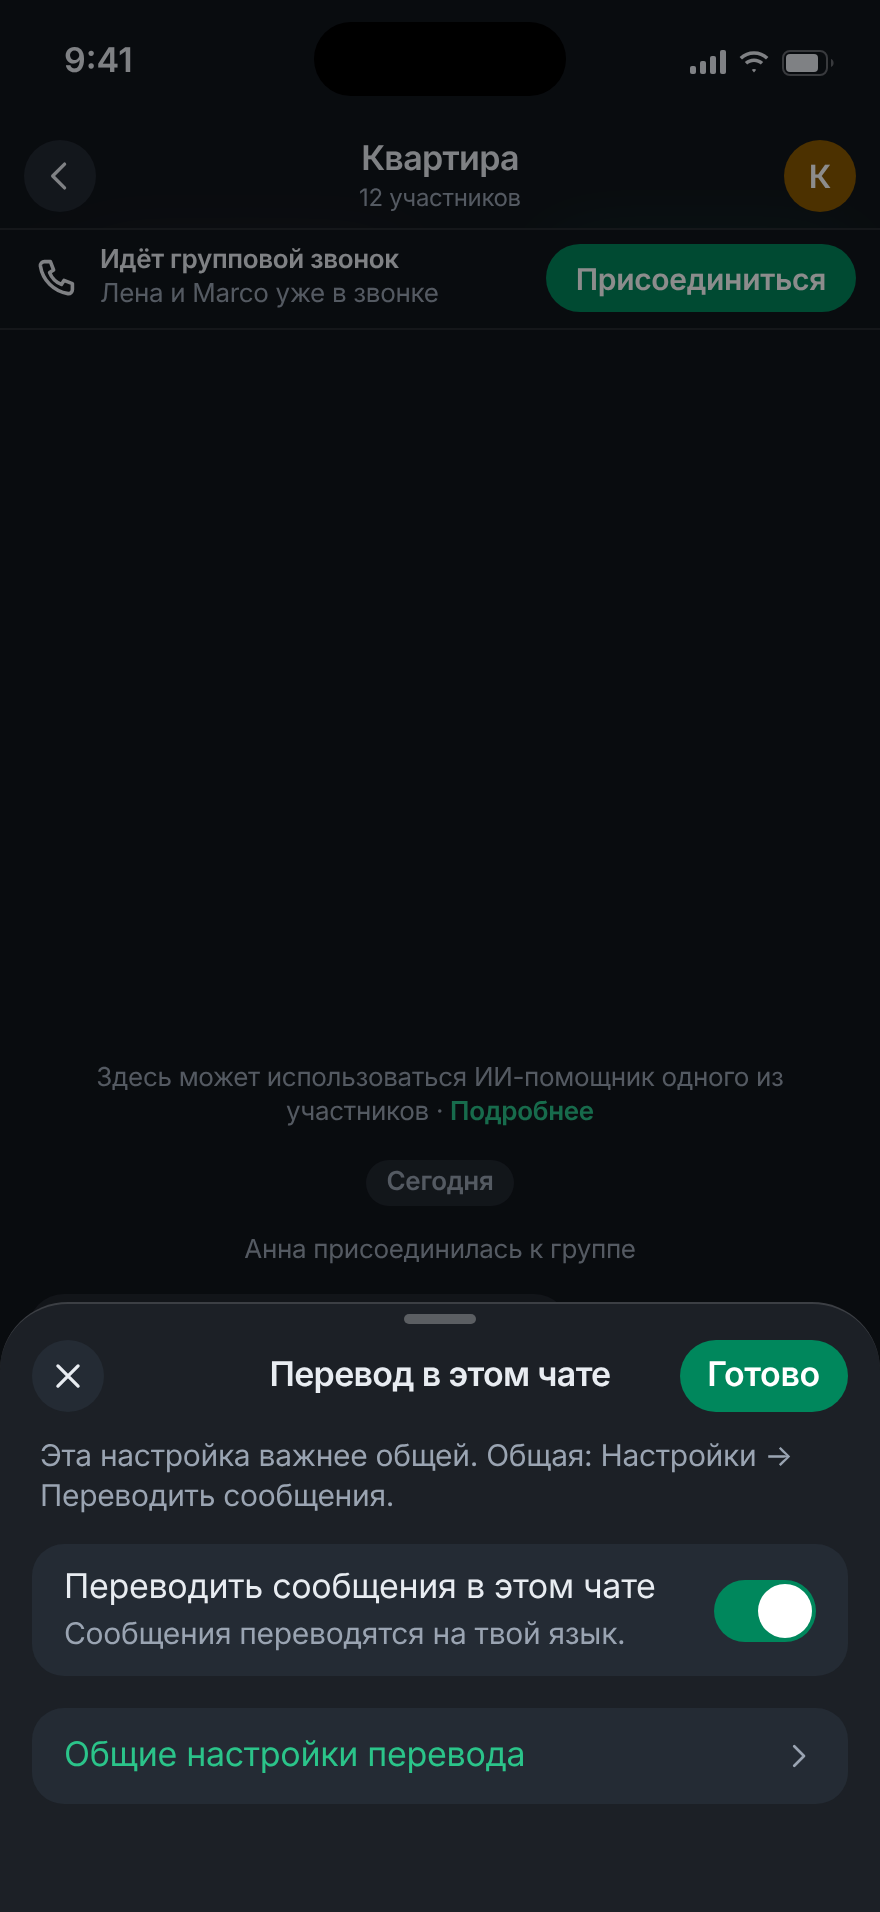 9:41
Квартира
12 участников
К
Идёт групповой звонок
Лена и Marco уже в звонке
Присоединиться
Здесь может использоваться ИИ-помощник одного из
участников · Подробнее
Сегодня
Анна присоединилась к группе
Перевод в этом чате
Готово
Эта настройка важнее общей. Общая: Настройки →
Переводить сообщения.
Переводить сообщения в этом чате
Сообщения переводятся на твой язык.
Общие настройки перевода